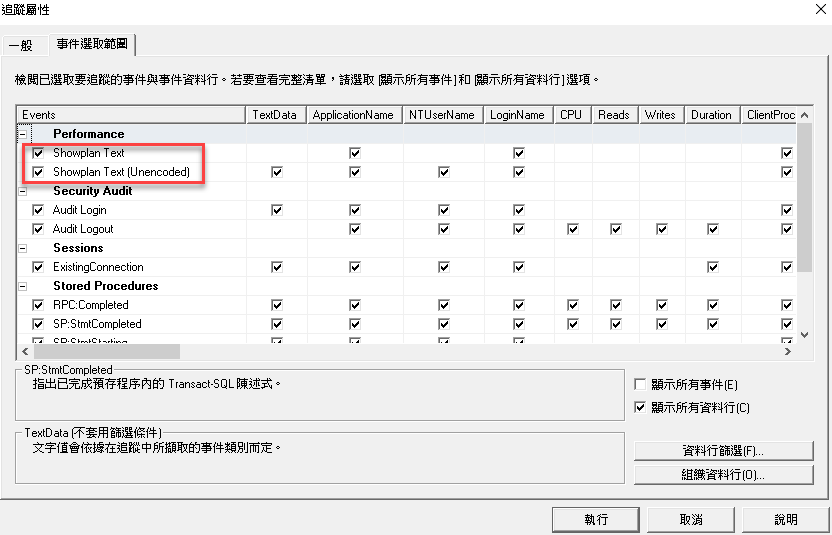 追蹤屬性
一般
事件選取範圍
檢閱已選取要追蹤的事件與事件資料行。若要查看完整清單，請選取 [顯示所有事件] 和 [顯示所有資料行] 選項。
Events TextData ApplicationName NTUserName LoginName CPU Reads Writes Duration ClientProc
Performance
Showplan Text
Showplan Text (Unencoded)
Security Audit
Audit Login
Audit Logout
Sessions
ExistingConnection
Stored Procedures
RPC:Completed
SP:StmtCompleted
SP:StmtStarting
SP:StmtCompleted
指出已完成預存程序內的 Transact-SQL 陳述式。
顯示所有事件(E)
顯示所有資料行(C)
TextData (不套用篩選條件)
文字值會依據在追蹤中所擷取的事件類別而定。
資料行篩選(F)...
組織資料行(O)...
執行
取消
說明